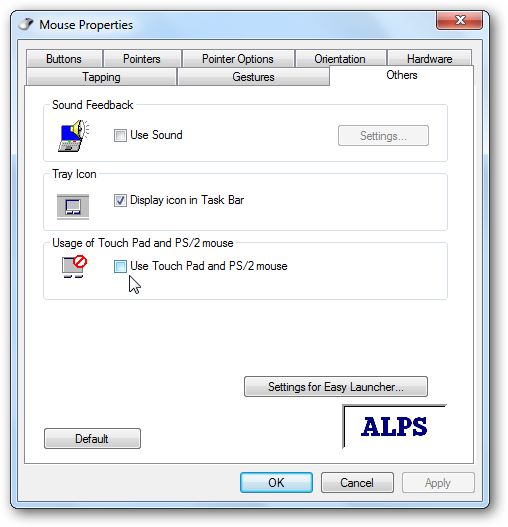 Mouse Properties
Buttons Pointers Pointer Options Orientation Hardware
Tapping Gestures Others
Sound Feedback
Use Sound Settings...
Tray Icon
Display icon in Task Bar
Usage of Touch Pad and PS/2 mouse
Use Touch Pad and PS/2 mouse
Settings for Easy Launcher...
ALPS
Default
OK Cancel Apply